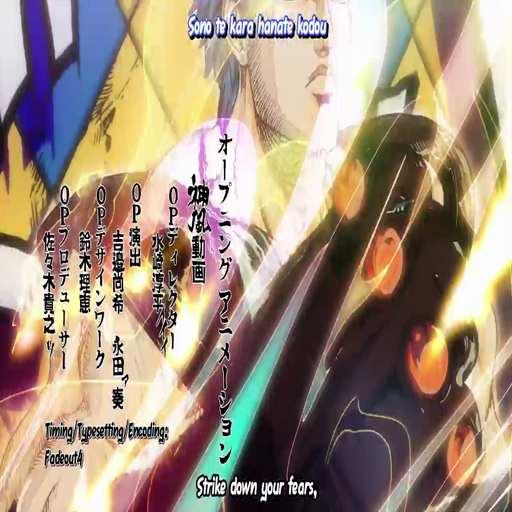 Sono te kara hanate kodou
オープニングアニメーション
神風動画
OPディレクター
水崎淳平
OP演出
吉邉尚希 永田奏
OPデザインワーク
鈴木理恵
OPプロデューサー
佐々木貴之
Timing/Typesetting/Encoding:
Fadeout4
Strike down your fears,